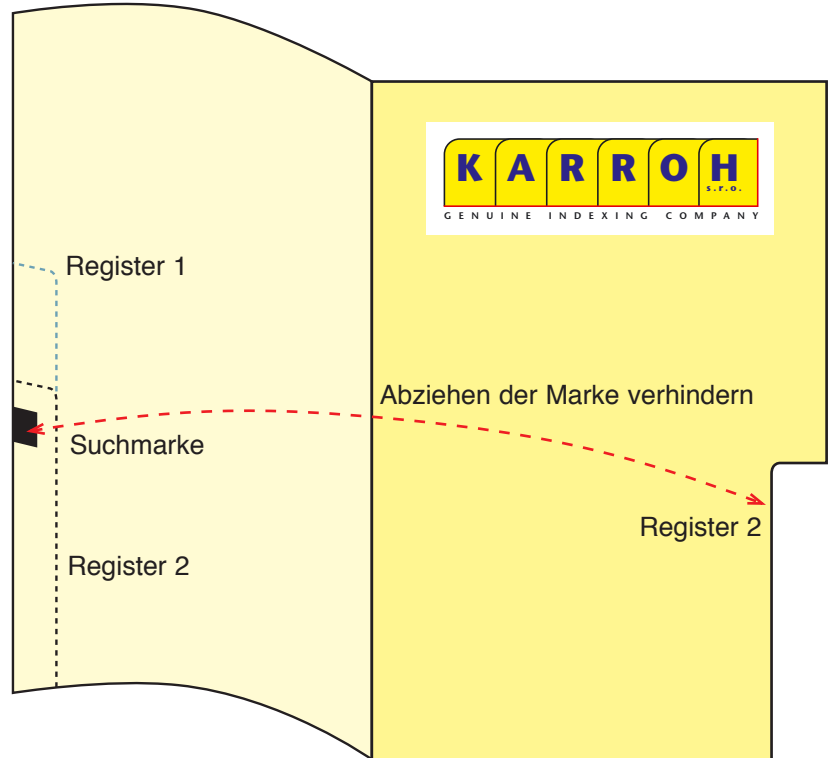 KARROH
s.r.o.
GENUINE INDEXING COMPANY
Register 1
Abziehen der Marke verhindern
Suchmarke
Register 2
Register 2